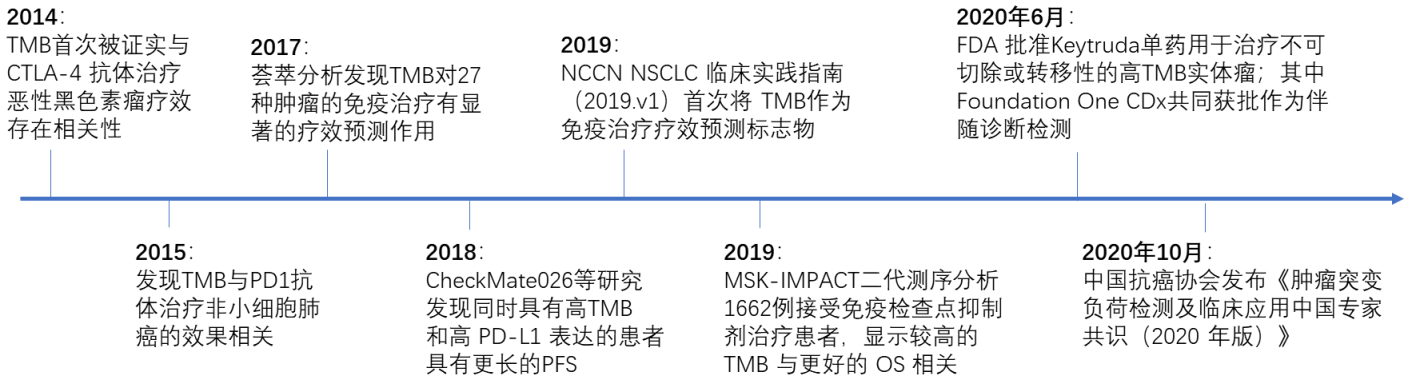 2014：
TMB首次被证实与
CTLA-4 抗体治疗
恶性黑色素瘤疗效
存在相关性
2017：
荟萃分析发现TMB对27
种肿瘤的免疫治疗有显
著的疗效预测作用
2019：
NCCN NSCLC 临床实践指南
（2019.v1）首次将 TMB作为
免疫治疗疗效预测标志物
2020年6月：
FDA 批准Keytruda单药用于治疗不可
切除或转移性的高TMB实体瘤；其中
Foundation One CDx共同获批作为伴
随诊断检测
2015：
发现TMB与PD1抗
体治疗非小细胞肺
癌的效果相关
2018：
CheckMate026等研究
发现同时具有高TMB
和高 PD-L1 表达的患者
具有更长的PFS
2019：
MSK-IMPACT二代测序分析
1662例接受免疫检查点抑制
剂治疗患者，显示较高的
TMB 与更好的 OS 相关
2020年10月：
中国抗癌协会发布《肿瘤突变
负荷检测及临床应用中国专家
共识（2020 年版）》